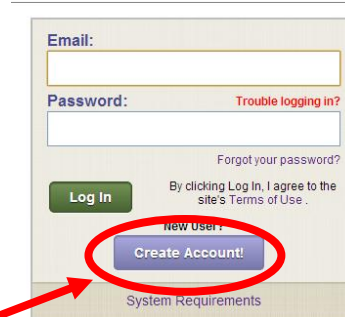 Email:
Password: Trouble logging in?
Forgot your password?
Log In
By clicking Log In, I agree to the
site's Terms of Use .
New User?
Create Account!
System Requirements